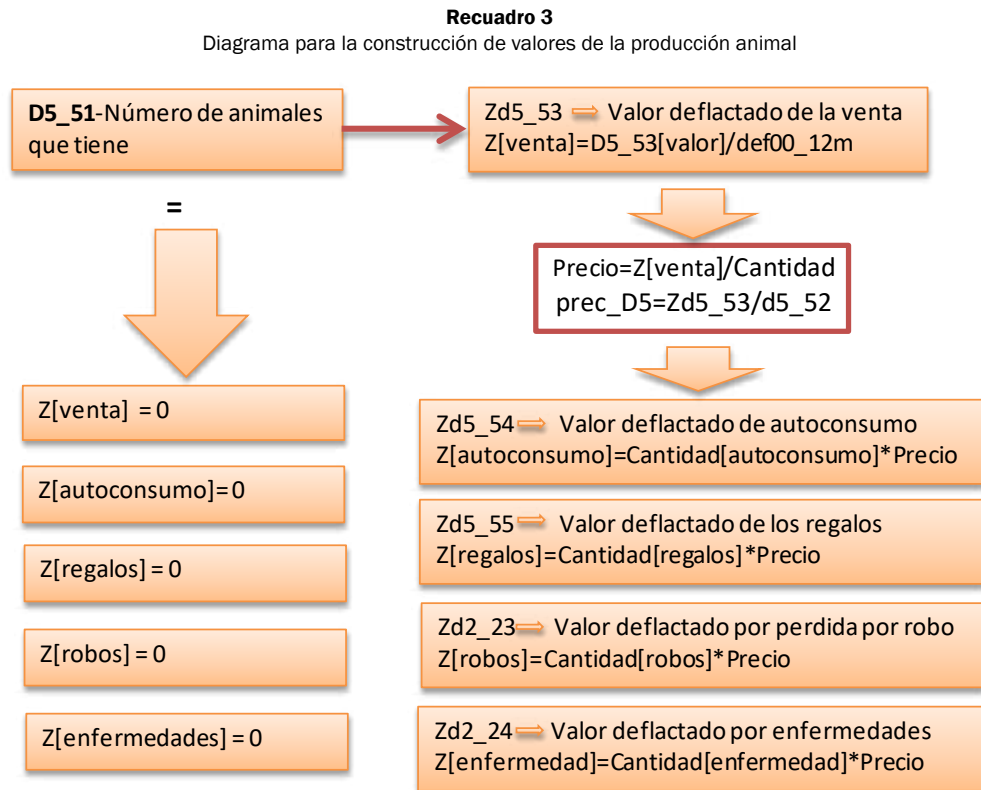 Recuadro 3
Diagrama para la construcción de valores de la producción animal
D5_51-Número de animales
que tiene
=
Z[venta] = 0
Z[autoconsumo]=0
Z[regalos] = 0
Z[robos] = 0
Z[enfermedades] = 0
Zd5_53 ⇒ Valor deflactado de la venta
Z[venta]=D5_53[valor]/def00_12m
Precio=Z[venta]/Cantidad
prec_D5=Zd5_53/d5_52
Zd5_54 ⇒ Valor deflactado de autoconsumo
Z[autoconsumo]=Cantidad[autoconsumo]*Precio
Zd5_55 ⇒ Valor deflactado de los regalos
Z[regalos]=Cantidad[regalos]*Precio
Zd2_23 ⇒ Valor deflactado por perdida por robo
Z[robos]=Cantidad[robos]*Precio
Zd2_24 ⇒ Valor deflactado por enfermedades
Z[enfermedad]=Cantidad[enfermedad]*Precio